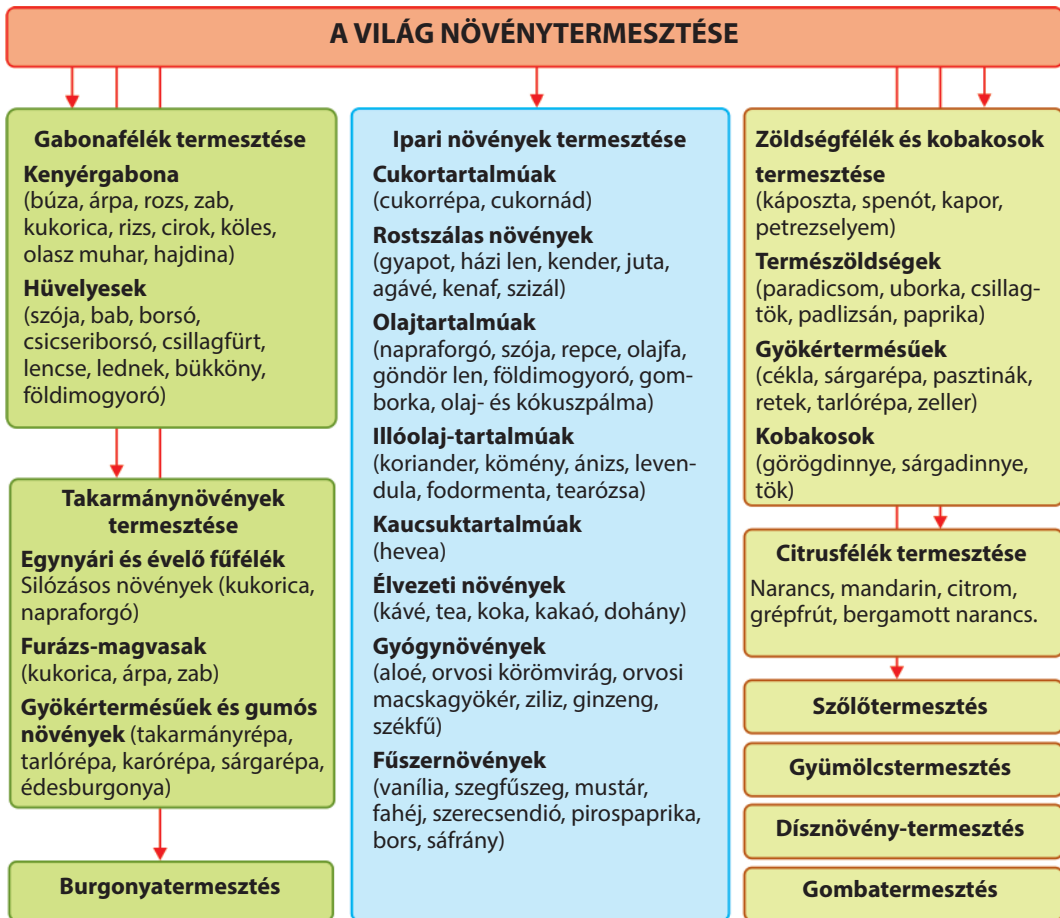 A VILÁG NÖVÉNYTERMESZTÉSE
Gabonafélék termesztése
Kenyérgabona
(búza, árpa, rozs, zab,
kukorica, rizs, cirok, köles,
olasz muhar, hajdina)
Hüvelyesek
(szója, bab, borsó,
csicseriborsó, csillagfürt,
lencse, lednek, bükköny,
földimogyoró)
Takarmánynövények
termesztése
Egynyári és évelő fűfélék
Silózásos növények (kukorica,
napraforgó)
Furázs-magvasak
(kukorica, árpa, zab)
Gyökértermésűek és gumós
növények (takarmányrépa,
tarlórépa, karórépa, sárgarépa,
édesburgonya)
Burgonyatermesztés
Ipari növények termesztése
Cukortartalmúak
(cukorrépa, cukornád)
Rostszálas növények
(gyapot, házi len, kender, juta,
agávé, kenaf, szizál)
Olajtartalmúak
(napraforgó, szója, repce, olajfa,
göndör len, földimogyoró, gom-
borka, olaj- és kókuszpálma)
Illóolaj-tartalmúak
(koriander, kömény, ánizs, leven-
dula, fodormenta, tearózsa)
Kaucsuktartalmúak
(hevea)
Élvezeti növények
(kávé, tea, koka, kakaó, dohány)
Gyógynövények
(aloé, orvosi körömvirág, orvosi
macskagyökér, ziliz, ginzeng,
székfű)
Fűszernövények
(vanília, szegfűszeg, mustár,
fahéj, szerecsendió, pirospaprika,
bors, sáfrány)
Zöldségfélék és kobakosok
termesztése
(káposzta, spenót, kapor,
petrezselyem)
Természöldségek
(paradicsom, uborka, csillag-
tök, padlizsán, paprika)
Gyökértermésűek
(cékla, sárgarépa, pasztinák,
retek, tarlórépa, zeller)
Kobakosok
(görögdinnye, sárgadinnye,
tök)
Citrusfélék termesztése
Narancs, mandarin, citrom,
grépfrút, bergamott narancs.
Szőlőtermesztés
Gyümölcstermesztés
Dísznövény-termesztés
Gombatermesztés